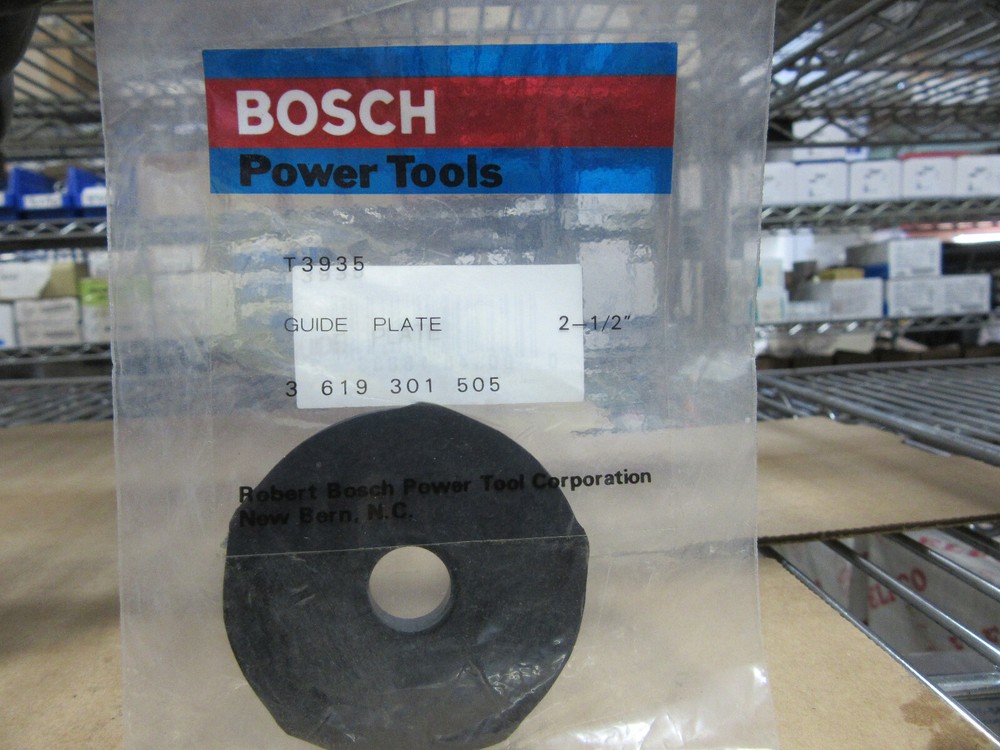 BOSCH
Power Tools
T3935
GUIDE PLATE 2-1/2"
3 619 301 505
Robert Bosch Power Tool Corporation
New Bern, N.C.